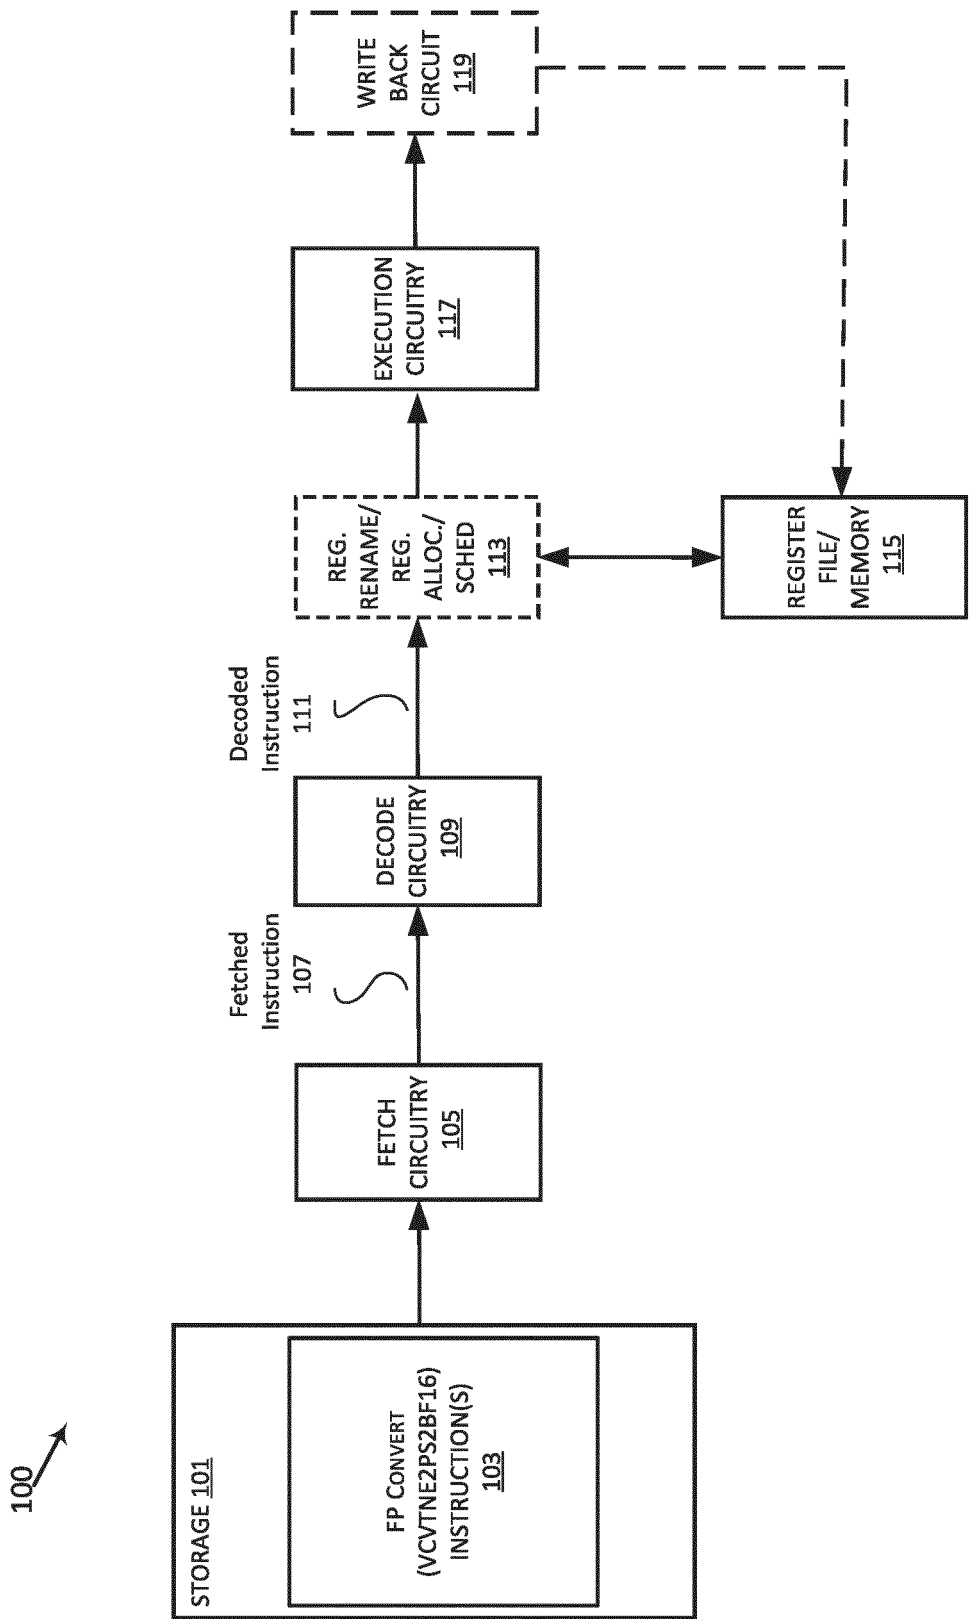 100
STORAGE 101
FP CONVERT
(VCVTNE2PS2BF16)
INSTRUCTION(S)
103
FETCH
CIRCUITRY
105
Fetched
Instruction
107
DECODE
CIRCUITRY
109
Decoded
Instruction
111
REG.
RENAME/
REG.
ALLOC./
SCHED
113
REGISTER
FILE/
MEMORY
115
EXECUTION
CIRCUITRY
117
WRITE
BACK
CIRCUIT
119